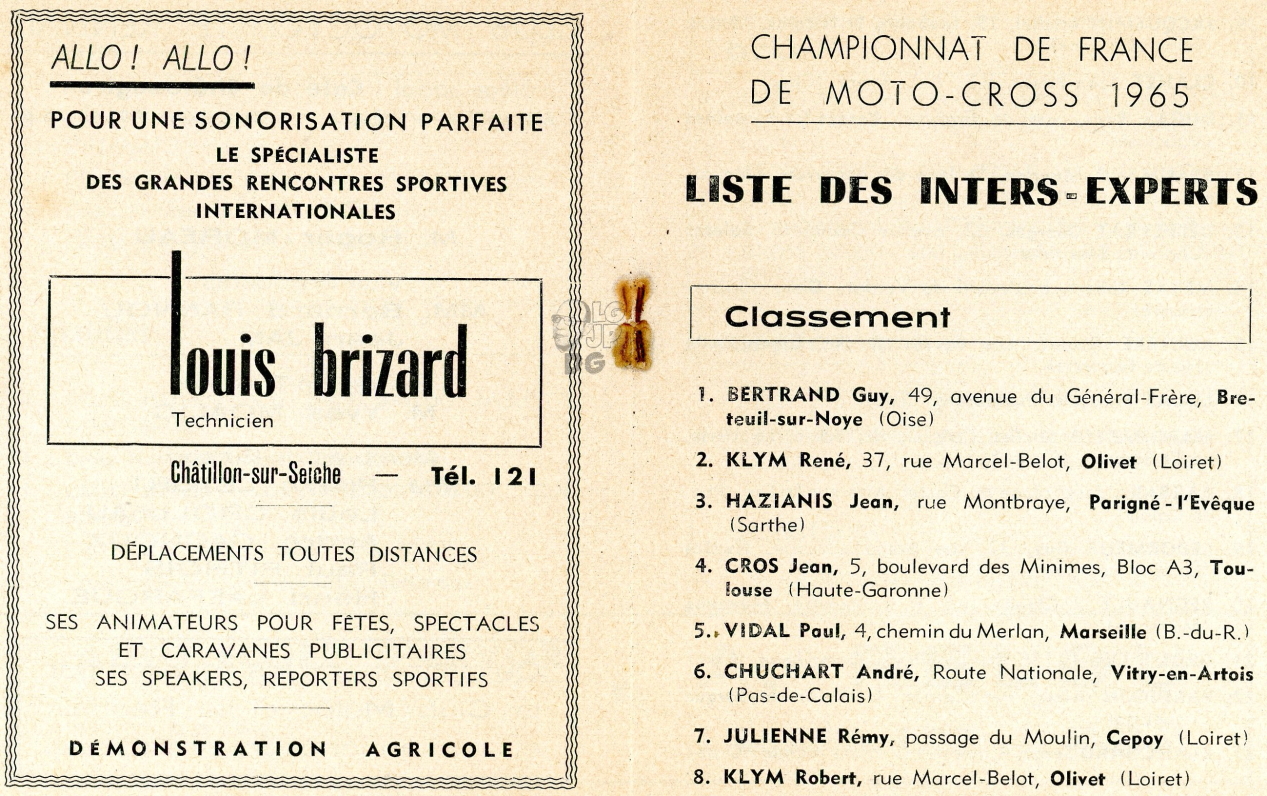 ALLO ! ALLO !
POUR UNE SONORISATION PARFAITE
LE SPÉCIALISTE
DES GRANDES RENCONTRES SPORTIVES
INTERNATIONALES
louis brizard
Technicien
Châtillon-sur-Seiche — Tél. 121
DÉPLACEMENTS TOUTES DISTANCES
SES ANIMATEURS POUR FÊTES, SPECTACLES
ET CARAVANES PUBLICITAIRES
SES SPEAKERS, REPORTERS SPORTIFS
DÉMONSTRATION AGRICOLE
CHAMPIONNAT DE FRANCE
DE MOTO-CROSS 1965
LISTE DES INTERS-EXPERTS
Classement
1. BERTRAND Guy, 49, avenue du Général-Frère, Bre-
teuil-sur-Noye (Oise)
2. KLYM René, 37, rue Marcel-Belot, Olivet (Loiret)
3. HAZIANIS Jean, rue Montbraye, Parigné-l'Evêque
(Sarthe)
4. CROS Jean, 5, boulevard des Minimes, Bloc A3, Tou-
louse (Haute-Garonne)
5. VIDAL Paul, 4, chemin du Merlan, Marseille (B.-du-R.)
6. CHUCHART André, Route Nationale, Vitry-en-Artois
(Pas-de-Calais)
7. JULIENNE Rémy, passage du Moulin, Cepoy (Loiret)
8. KLYM Robert, rue Marcel-Belot, Olivet (Loiret)